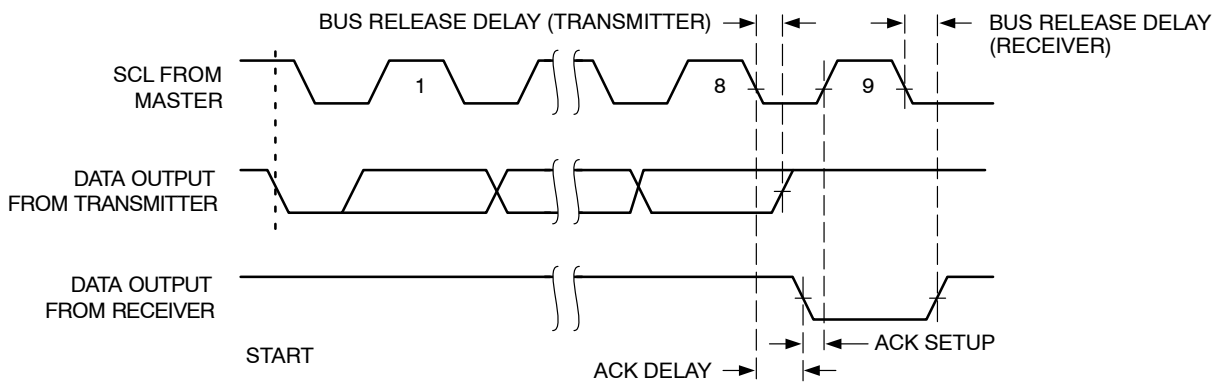 BUS RELEASE DELAY (TRANSMITTER)
BUS RELEASE DELAY
(RECEIVER)
SCL FROM
MASTER
1
8
9
DATA OUTPUT
FROM TRANSMITTER
DATA OUTPUT
FROM RECEIVER
START
ACK SETUP
ACK DELAY